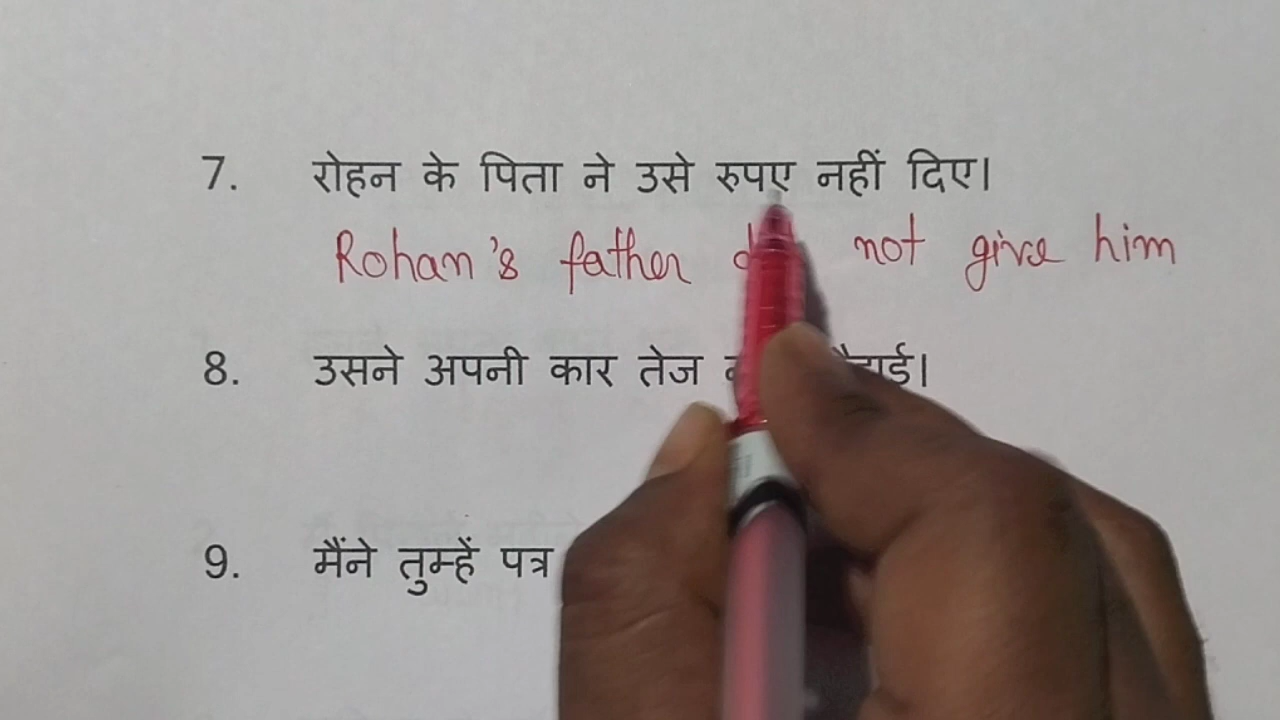 7. रोहन के पिता ने उसे रुपए नहीं दिए।
Rohan's father not give him
8. उसने अपनी कार तेज
9. मैंने तुम्हें पत्र